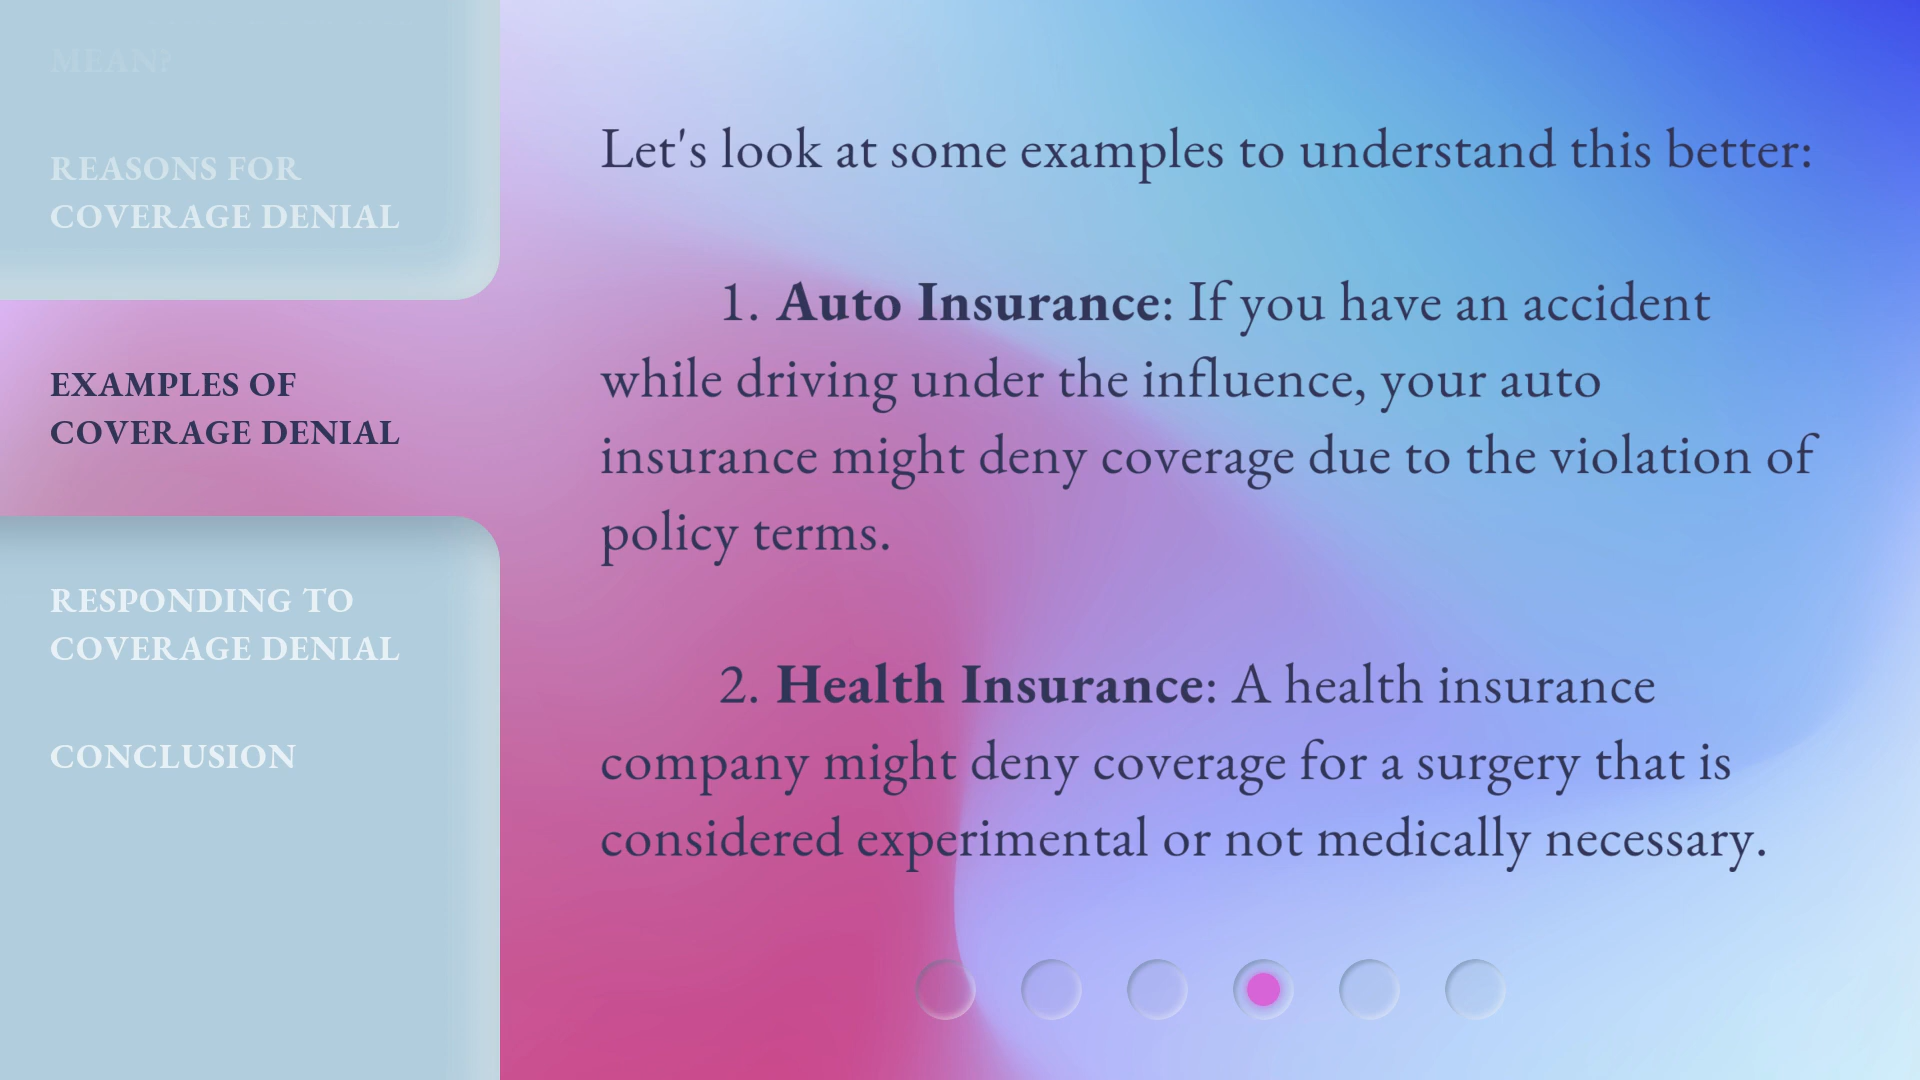 MEAN?
REASONS FOR
COVERAGE DENIAL
EXAMPLES OF
COVERAGE DENIAL
RESPONDING TO
COVERAGE DENIAL
CONCLUSION
Let's look at some examples to understand this better:
1. Auto Insurance: If you have an accident
while driving under the influence, your auto
insurance might deny coverage due to the violation of
policy terms.
2. Health Insurance: A health insurance
company might deny coverage for a surgery that is
considered experimental or not medically necessary.